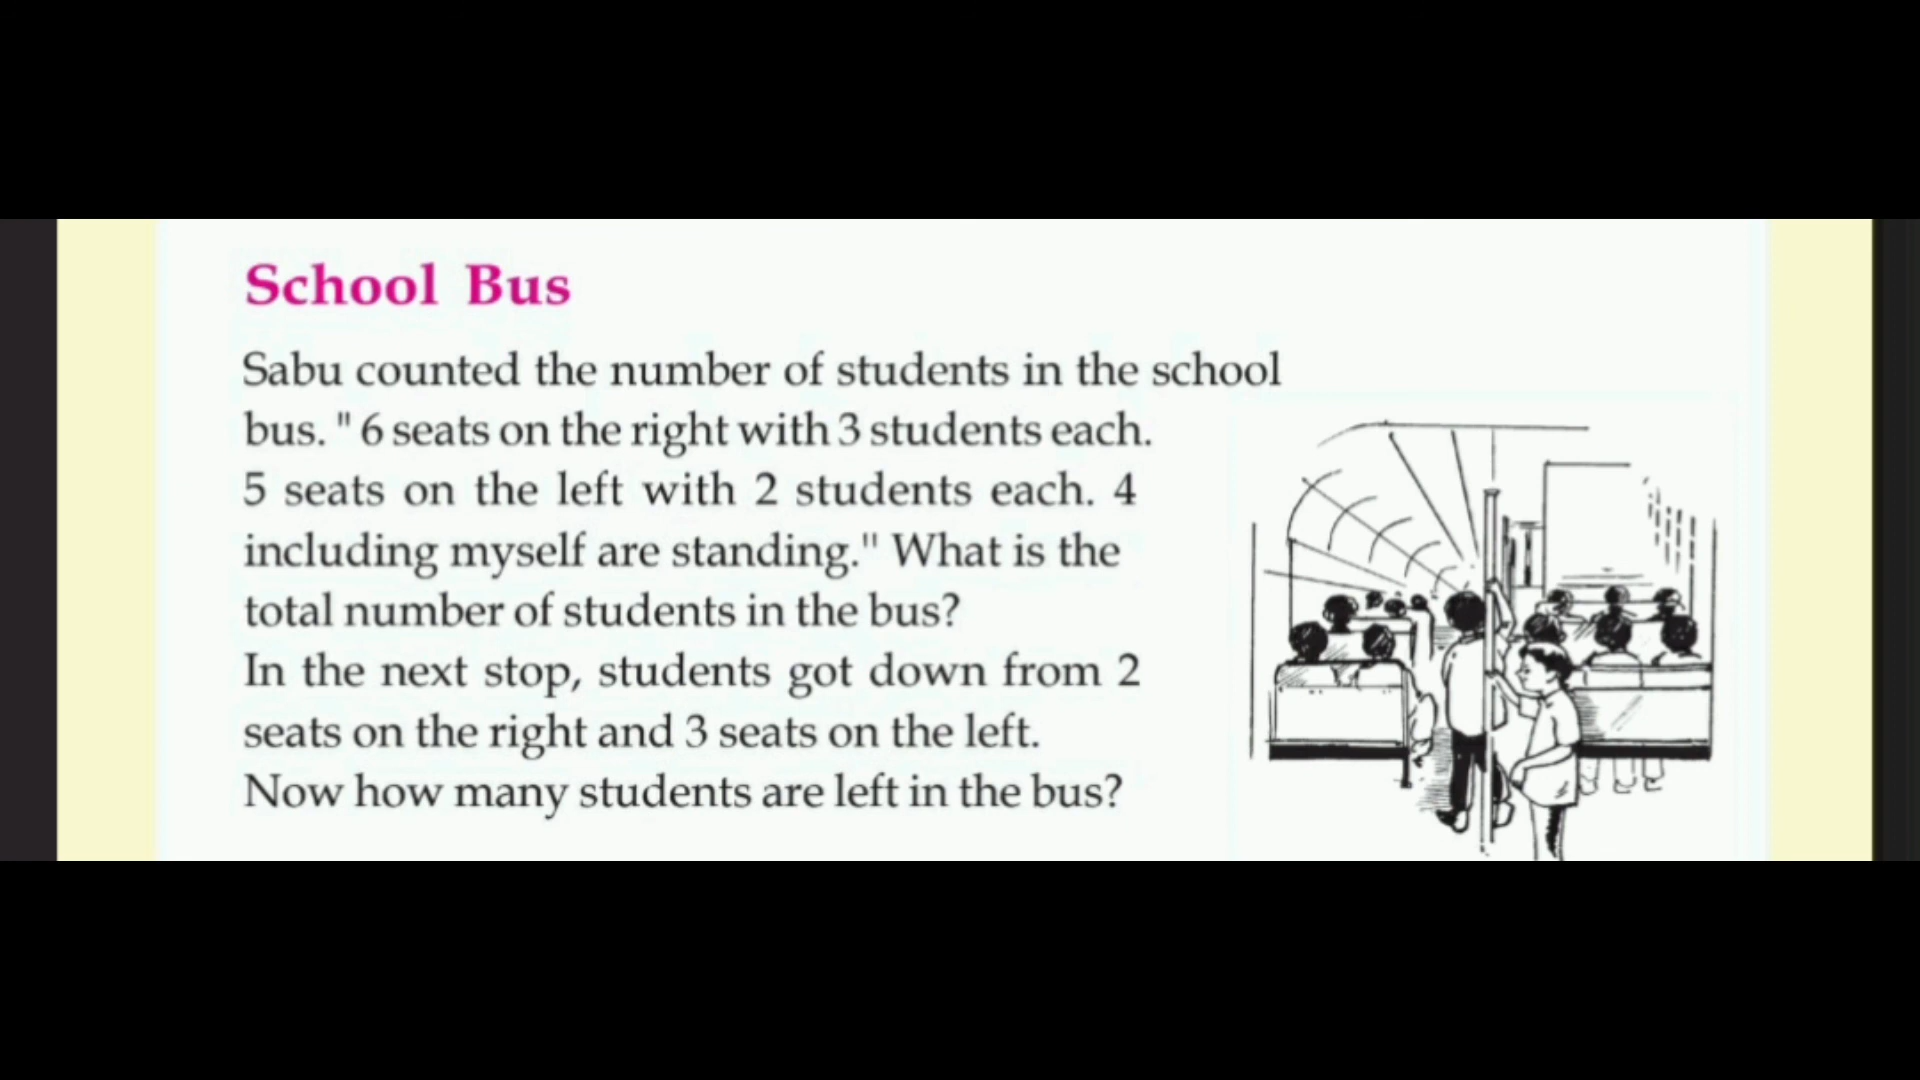 School Bus
Sabu counted the number of students in the school
bus. " 6 seats on the right with 3 students each.
5 seats on the left with 2 students each. 4
including myself are standing." What is the
total number of students in the bus?
In the next stop, students got down from 2
seats on the right and 3 seats on the left.
Now how many students are left in the bus?